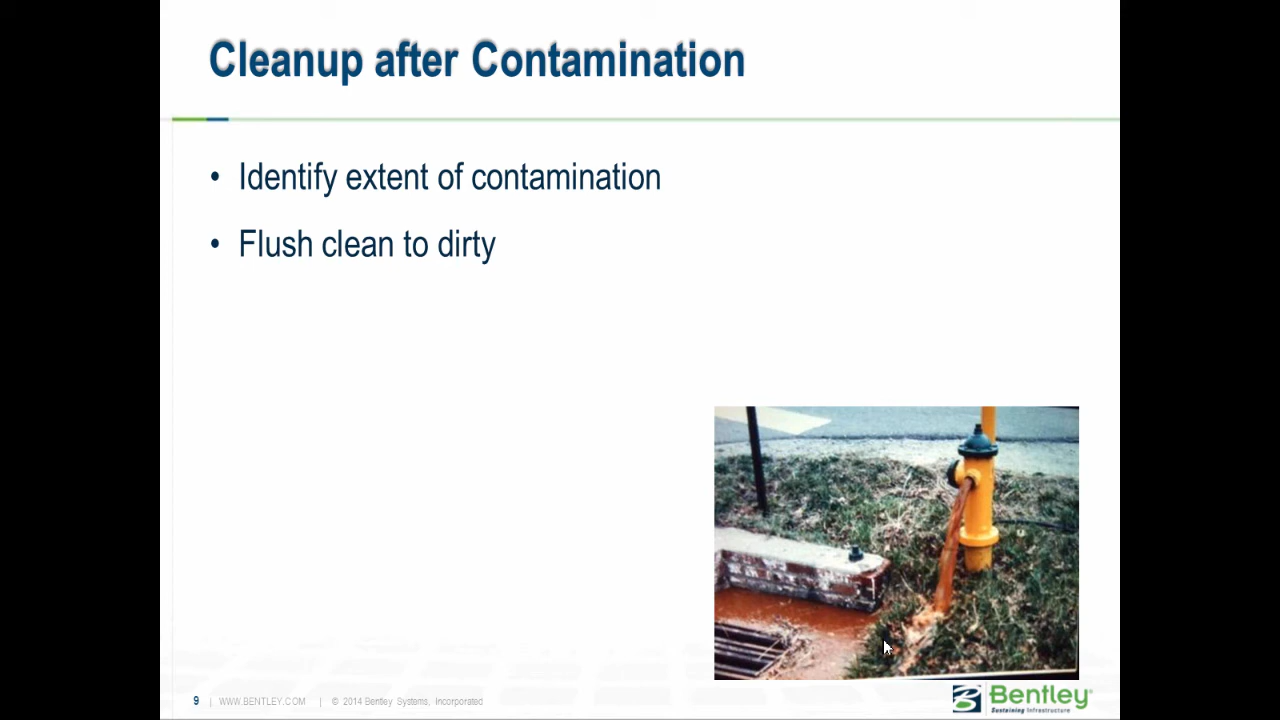 Cleanup after Contamination
• Identify extent of contamination
• Flush clean to dirty
9 | WWW.BENTLEY.COM | © 2014 Bentley Systems, Incorporated
Bentley®
Sustaining Infrastructure